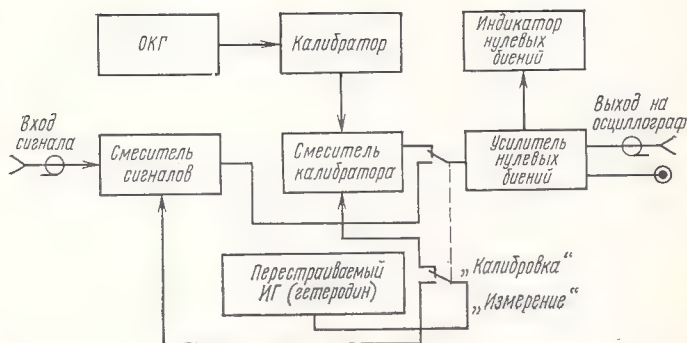 ОКГ
Калибратор
Индикатор
нулевых
биений
Вход
сигнала
Смеситель
сигналов
Смеситель
калибратора
Усилитель
нулевых
биений
Выход на
осциллограф
Перестраиваемый
ИГ (гетеродин)
„Калибровка“
„Измерение“